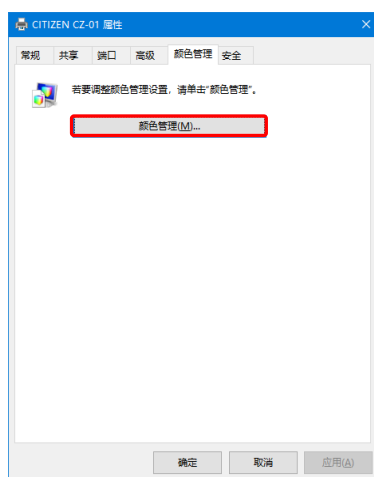 CITIZEN CZ-01 属性
常规 共享 端口 高级 颜色管理 安全
若要调整颜色管理设置，请单击"颜色管理"。
颜色管理(M)...
确定 取消 应用(A)